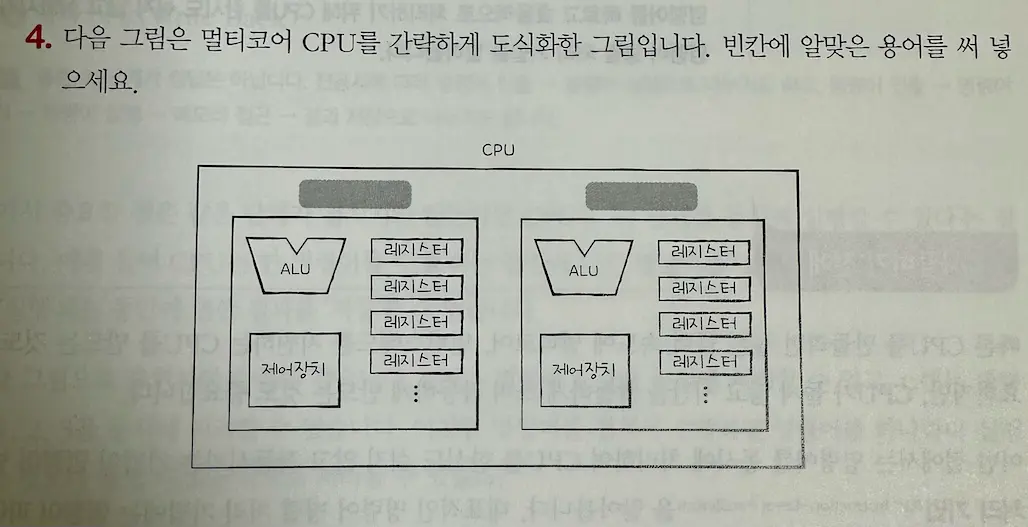 4. 다음 그림은 멀티코어 CPU를 간략하게 도식화한 그림입니다. 빈칸에 알맞은 용어를 써 넣
으세요.
CPU
ALU
레지스터
레지스터
레지스터
레지스터
제어장치
ALU
레지스터
레지스터
레지스터
레지스터
제어장치